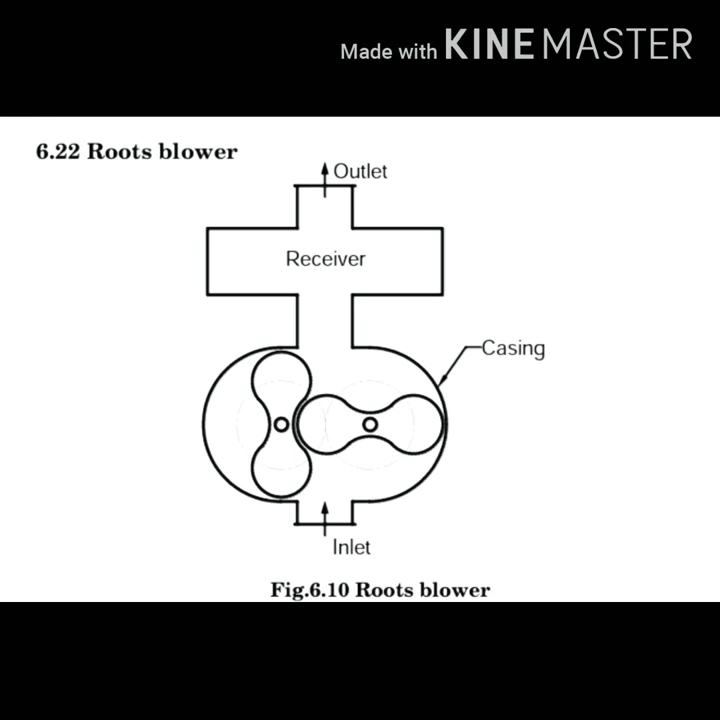 Made with KINEMASTER
6.22 Roots blower
Outlet
Receiver
Casing
Inlet
Fig.6.10 Roots blower